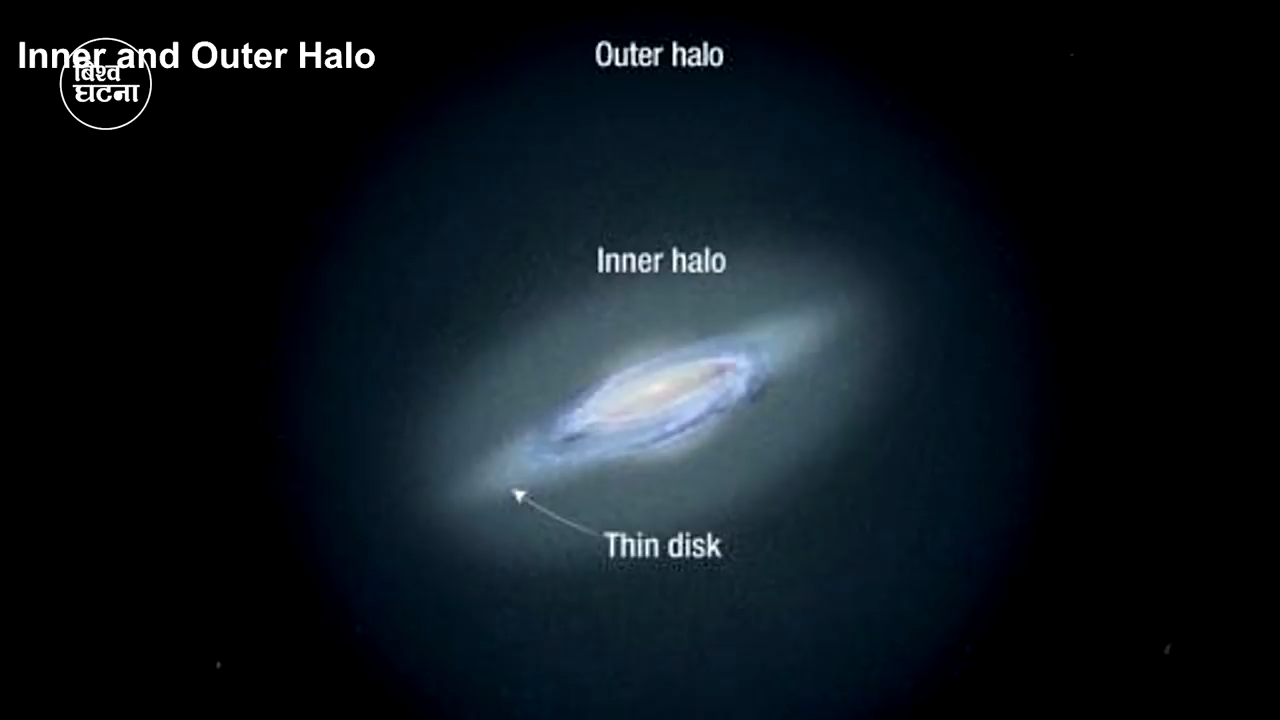 Inner and Outer Halo
बिश्व
घटना
Outer halo
Inner halo
Thin disk